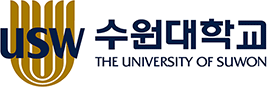 USW
수원대학교
THE UNIVERSITY OF SUWON